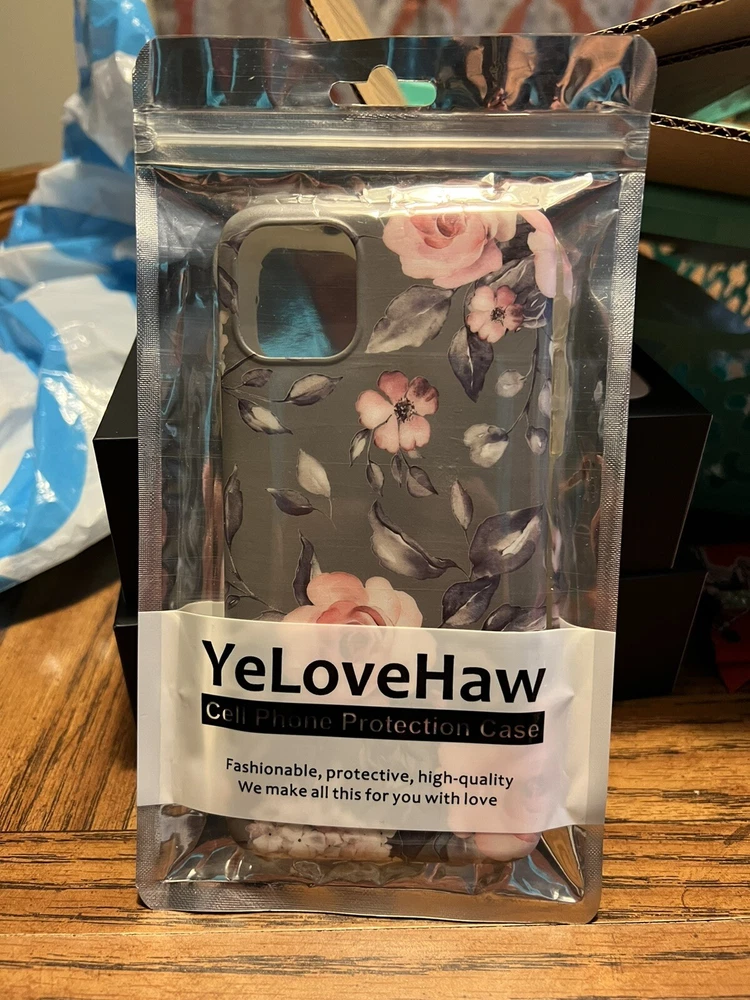 YeLoveHaw
Cell Phone Protection Case
Fashionable, protective, high-quality
We make all this for you with love